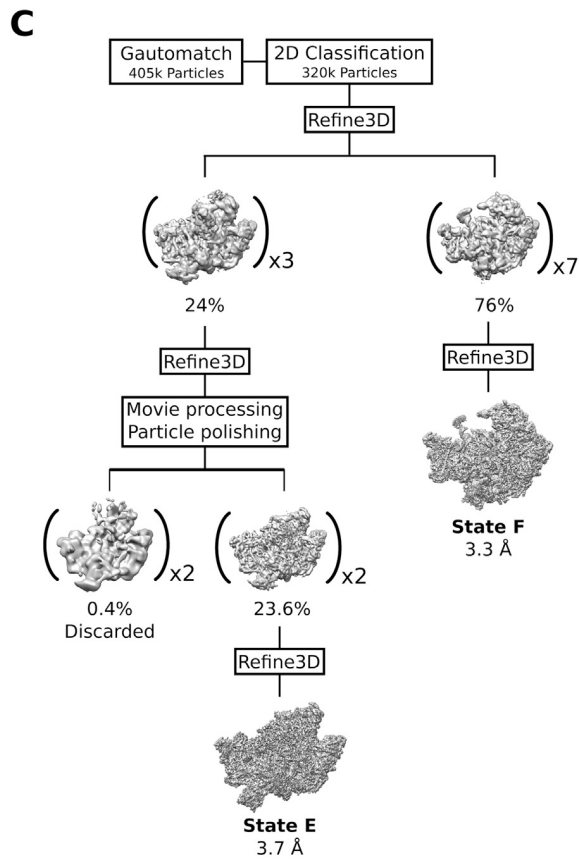 C
Gautomatch
405k Particles
2D Classification
320k Particles
Refine3D
x3
x7
24%
76%
Refine3D
Refine3D
Movie processing
Particle polishing
State F
3.3 Å
x2
x2
0.4%
Discarded
23.6%
Refine3D
State E
3.7 Å